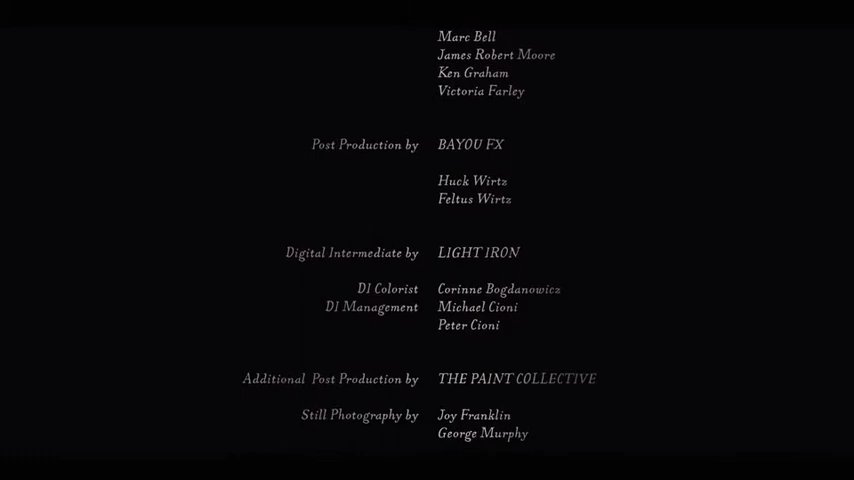 Marc Bell
James Robert Moore
Ken Graham
Victoria Farley
Post Production by BAYOU FX
Huck Wirtz
Feltus Wirtz
Digital Intermediate by LIGHT IRON
DI Colorist Corinne Bogdanowicz
DI Management Michael Cioni
Peter Cioni
Additional Post Production by THE PAINT COLLECTIVE
Still Photography by Joy Franklin
George Murphy